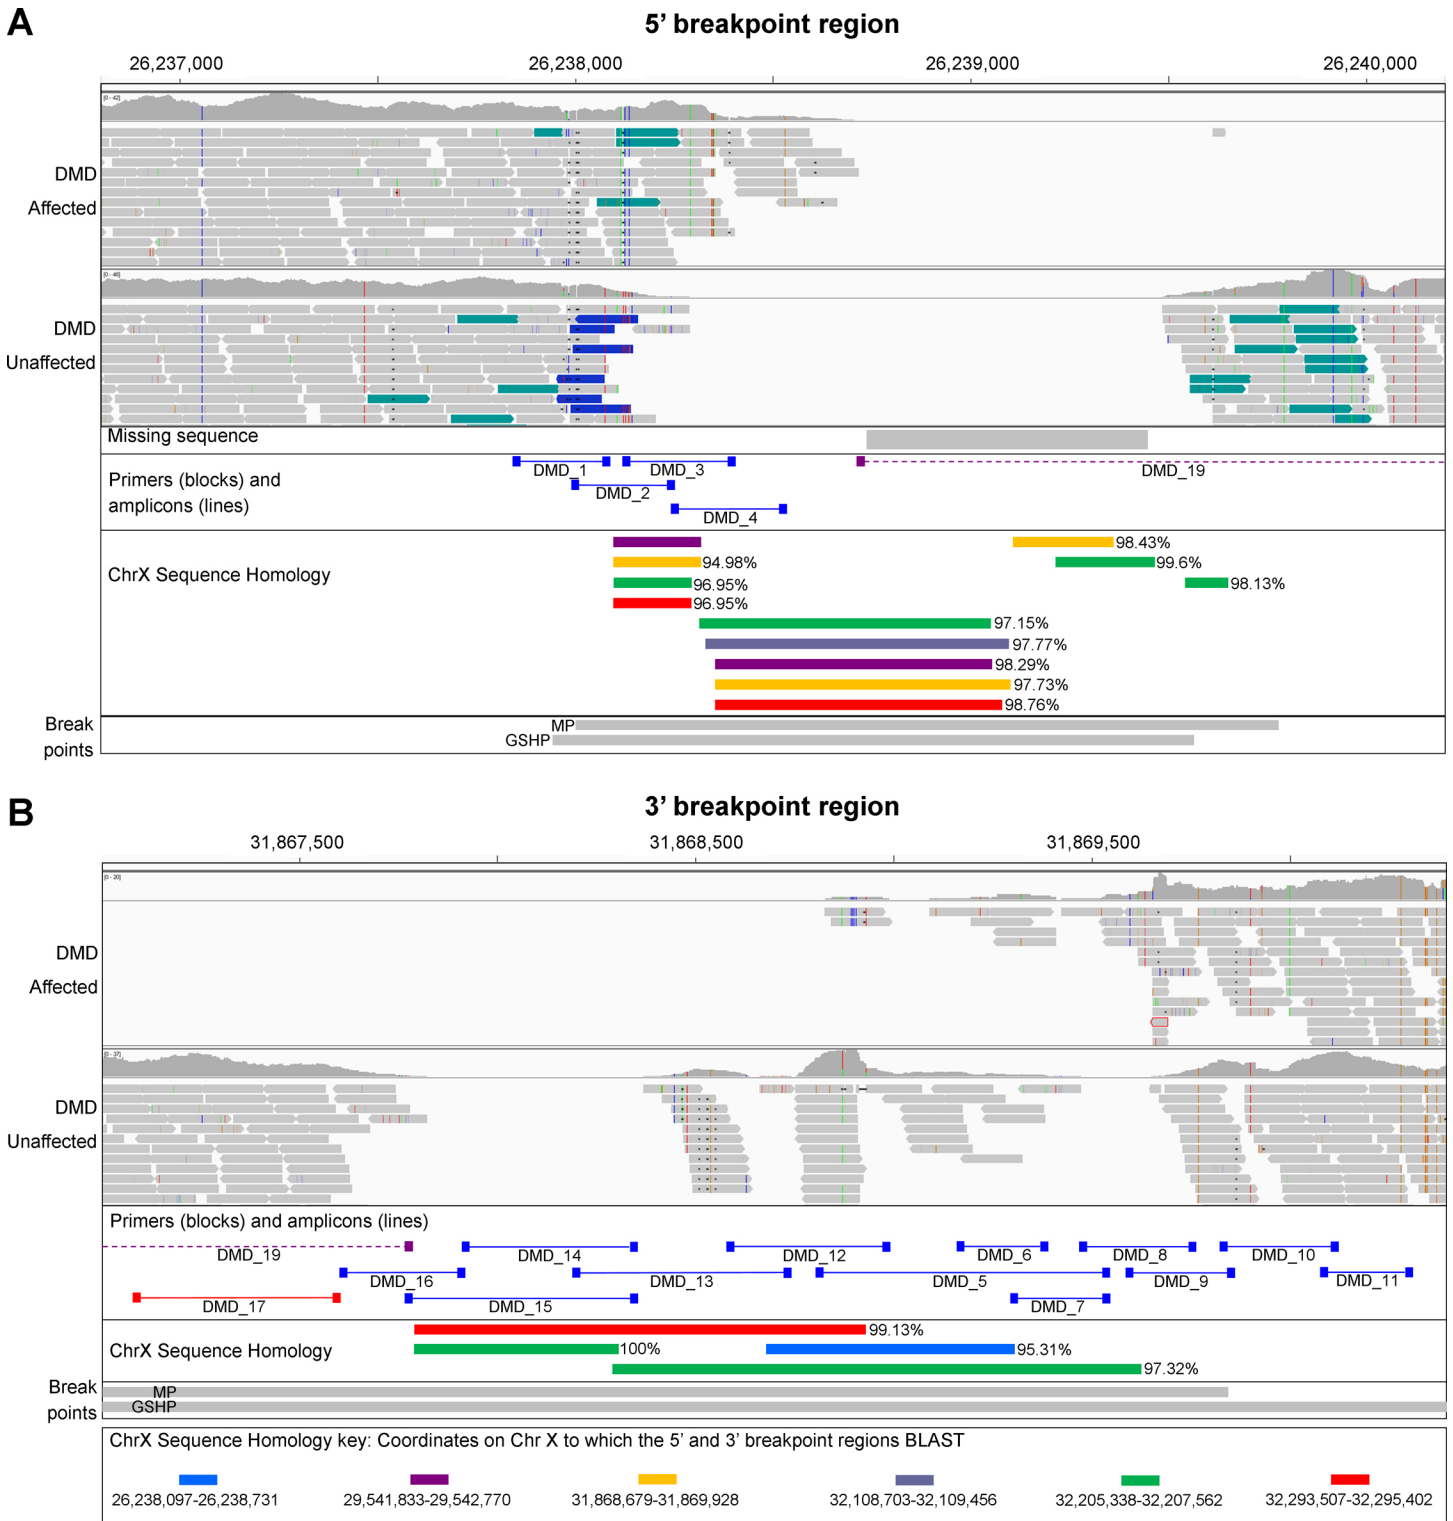 A
5’ breakpoint region
26,237,000 26,238,000 26,239,000 26,240,000
[0 - 42]
DMD
Affected
[0 - 46]
DMD
Unaffected
Missing sequence
DMD_1 DMD_3 DMD_19
Primers (blocks) and
DMD_2
amplicons (lines)
DMD_4
98.43%
94.98% 99.6%
ChrX Sequence Homology
96.95% 98.13%
96.95%
97.15%
97.77%
98.29%
97.73%
98.76%
Break
points
MP
GSHP
B
3’ breakpoint region
31,867,500 31,868,500 31,869,500
[0 - 20]
DMD
Affected
[0 - 37]
DMD
Unaffected
Primers (blocks) and amplicons (lines)
DMD_19 DMD_14 DMD_12 DMD_6 DMD_8 DMD_10
DMD_16 DMD_13 DMD_5 DMD_9 DMD_11
DMD_17 DMD_15 DMD_7
99.13%
ChrX Sequence Homology
100% 95.31%
97.32%
Break
points
MP
GSHP
ChrX Sequence Homology key: Coordinates on Chr X to which the 5’ and 3’ breakpoint regions BLAST
26,238,097-26,238,731 29,541,833-29,542,770 31,868,679-31,869,928 32,108,703-32,109,456 32,205,338-32,207,562 32,293,507-32,295,402